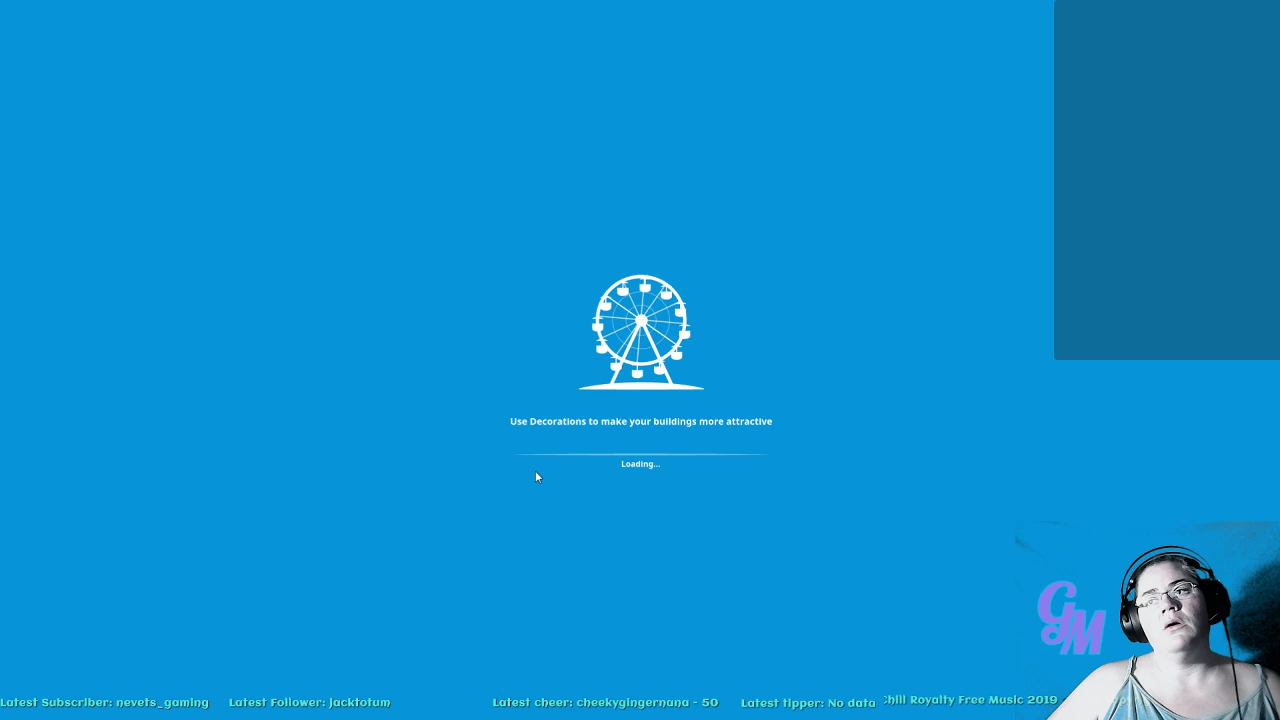 Use Decorations to make your buildings more attractive
Loading...
GM
Latest Subscriber: nevets_gaming Latest Follower: jacktotum Latest cheer: cheekygingernana - 50 Latest tipper: No data Chill Royalty Free Music 2019